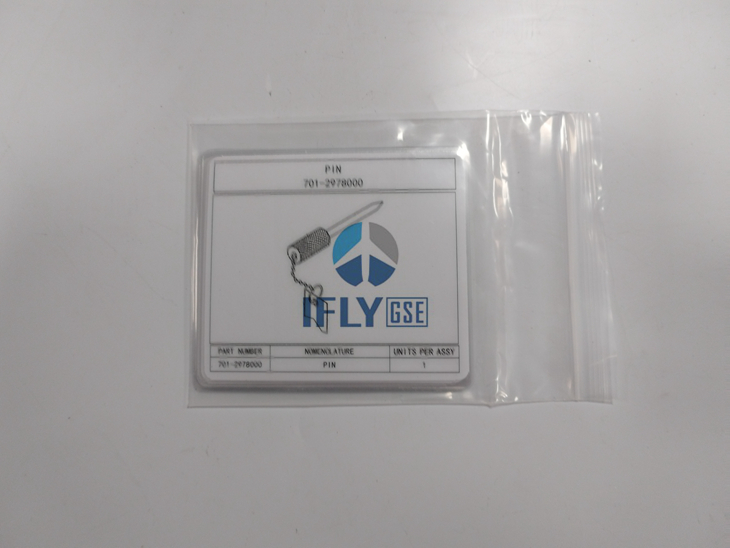 PIN
701-2978000
IFLY GSE
PART NUMBER NOMENCLATURE UNITS PER ASSY
701-2978000 PIN 1